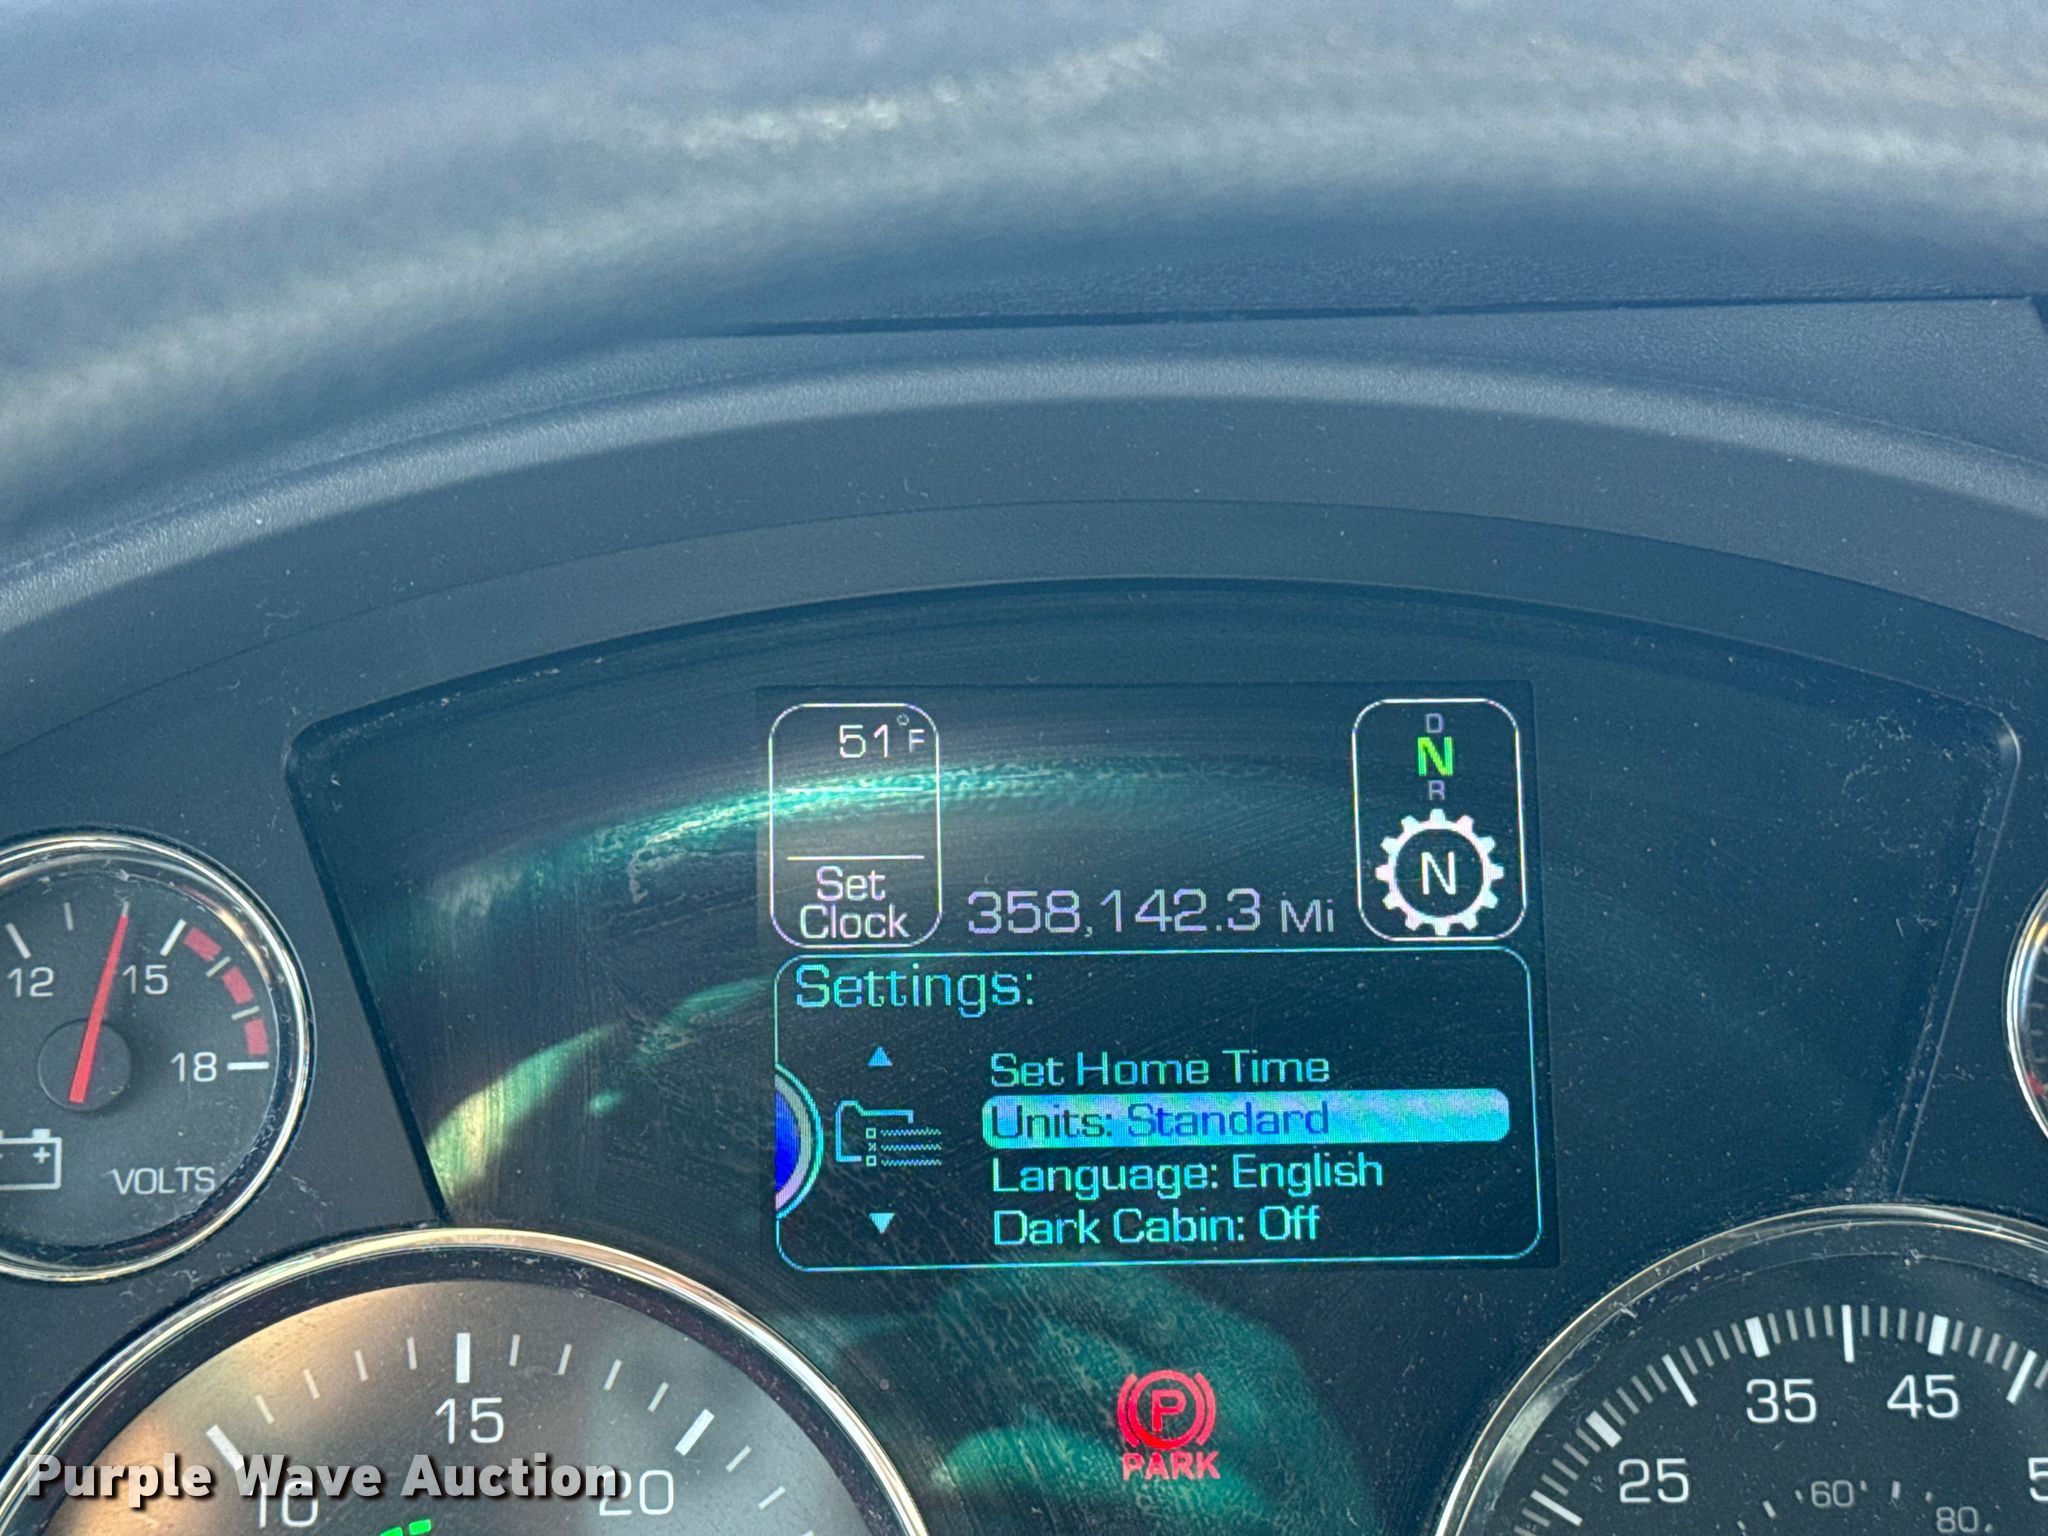 51°F
Set
Clock
358,142.3 Mi
D
N
R
N
Settings:
Set Home Time
Units: Standard
Language: English
Dark Cabin: Off
12
15
18
VOLTS
10
15
20
P
PARK
25
35
45
60
80
Purple Wave Auction